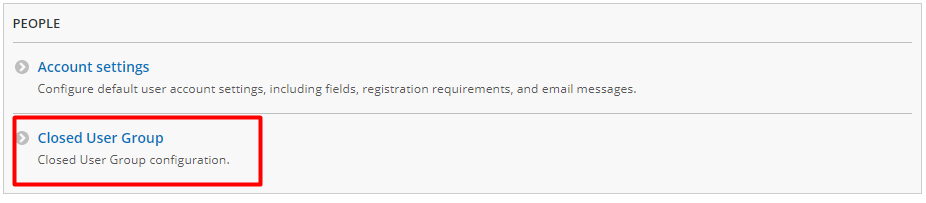 PEOPLE
Account settings
Configure default user account settings, including fields, registration requirements, and email messages.
Closed User Group
Closed User Group configuration.